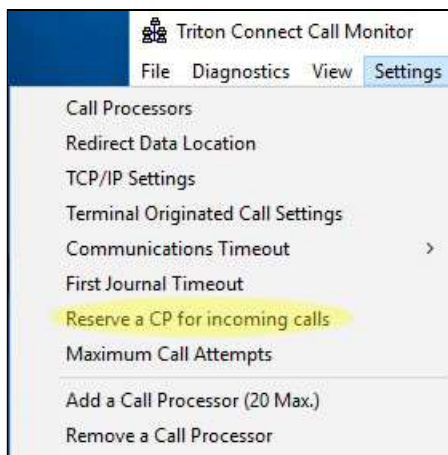 Triton Connect Call Monitor
File Diagnostics View Settings
Call Processors
Redirect Data Location
TCP/IP Settings
Terminal Originated Call Settings
Communications Timeout >
First Journal Timeout
Reserve a CP for incoming calls
Maximum Call Attempts
Add a Call Processor (20 Max.)
Remove a Call Processor